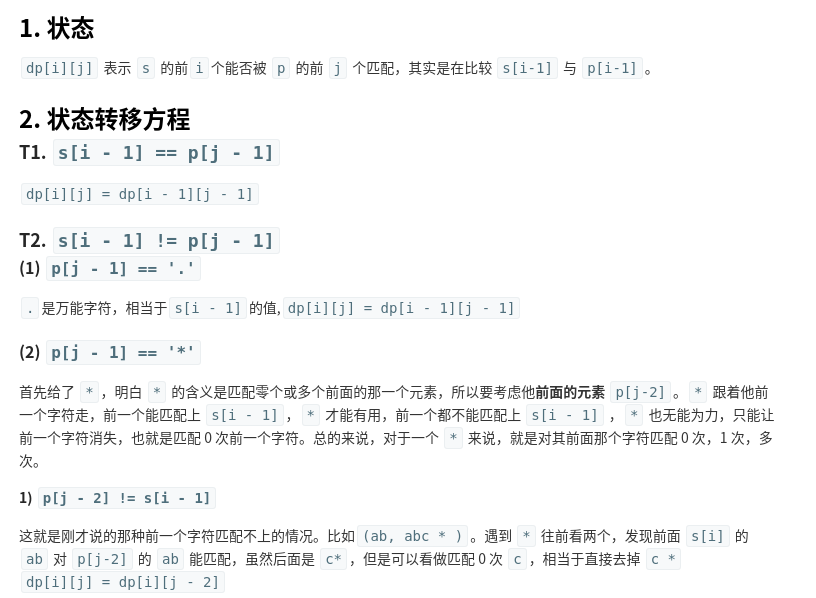 1. 状态
dp[i][j] 表示 s 的前 i 个能否被 p 的前 j 个匹配，其实是在比较 s[i-1] 与 p[i-1] 。
2. 状态转移方程
T1. s[i - 1] == p[j - 1]
dp[i][j] = dp[i - 1][j - 1]
T2. s[i - 1] != p[j - 1]
(1) p[j - 1] == '.'
. 是万能字符，相当于 s[i - 1] 的值, dp[i][j] = dp[i - 1][j - 1]
(2) p[j - 1] == '*'
首先给了 * ，明白 * 的含义是匹配零个或多个前面的那一个元素，所以要考虑他前面的元素 p[j-2] 。 * 跟着他前
一个字符走，前一个能匹配上 s[i - 1] ， * 才能有用，前一个都不能匹配上 s[i - 1] ， * 也无能为力，只能让
前一个字符消失，也就是匹配 0 次前一个字符。总的来说，对于一个 * 来说，就是对其前面那个字符匹配 0 次，1 次，多
次。
1) p[j - 2] != s[i - 1]
这就是刚才说的那种前一个字符匹配不上的情况。比如 (ab, abc * ) 。遇到 * 往前看两个，发现前面 s[i] 的
ab 对 p[j-2] 的 ab 能匹配，虽然后面是 c* ，但是可以看做匹配 0 次 c ，相当于直接去掉 c *
dp[i][j] = dp[i][j - 2]